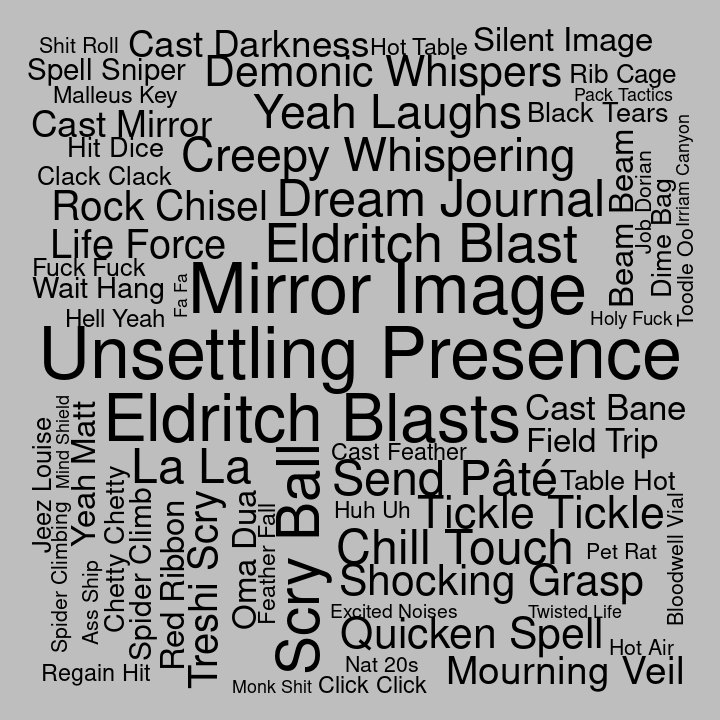 Shit Roll
Cast Darkness
Hot Table
Silent Image
Spell Sniper
Demonic Whispers
Rib Cage
Malleus Key
Pack Tactics
Cast Mirror
Yeah Laughs
Black Tears
Hit Dice
Creepy Whispering
Clack Clack
Rock Chisel
Dream Journal
Beam Beam
Job Dorian
Dime Bag
Irriam Canyon
Toodle Oo
Life Force
Eldritch Blast
Fuck Fuck
Wait Hang
Fa Fa
Mirror Image
Hell Yeah
Holy Fuck
Unsettling Presence
Jeez Louise
Mind Shield
Yeah Matt
Eldritch Blasts
Cast Bane
Field Trip
La La
Scry Ball
Cast Feather
Send Pâté
Table Hot
Spider Climbing
Ass Ship
Chetty Chetty
Spider Climb
Red Ribbon
Treshi Scry
Oma Dua
Feather Fall
Huh Uh
Tickle Tickle
Bloodwell Vial
Chill Touch
Pet Rat
Shocking Grasp
Excited Noises
Twisted Life
Quicken Spell
Hot Air
Regain Hit
Nat 20s
Mourning Veil
Monk Shit
Click Click